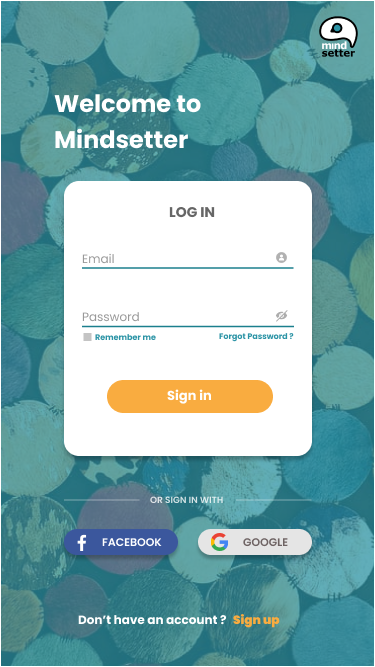 mind
setter
Welcome to
Mindsetter
LOG IN
Email
Password
Remember me
Forgot Password ?
Sign in
OR SIGN IN WITH
FACEBOOK
GOOGLE
Don’t have an account ? Sign up